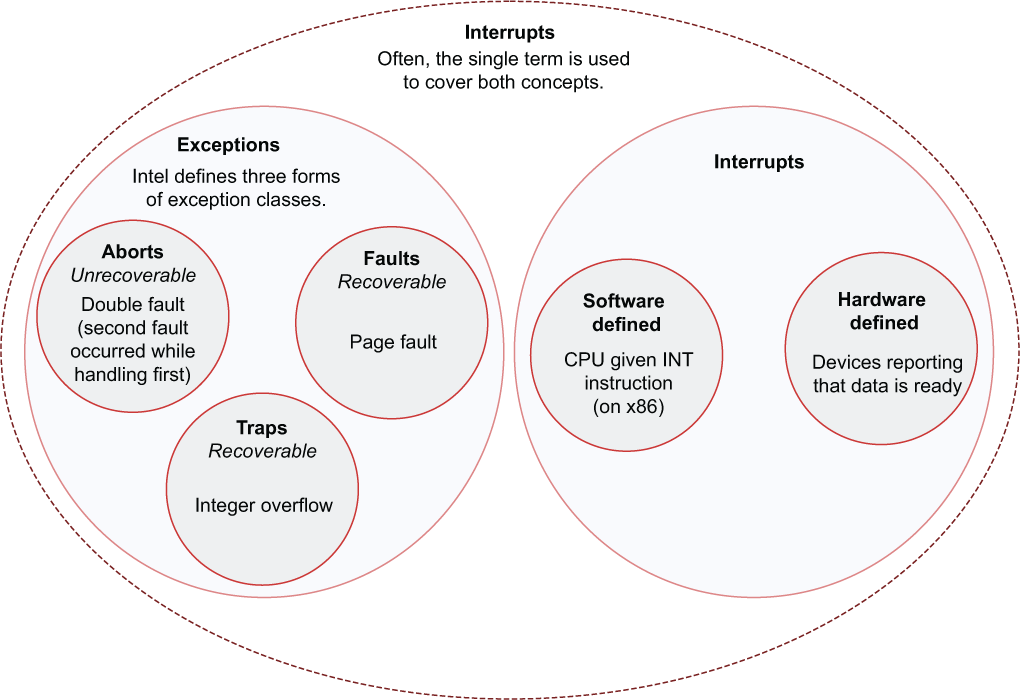 Interrupts
Often, the single term is used
to cover both concepts.
Exceptions
Intel defines three forms
of exception classes.
Aborts
Unrecoverable
Double fault
(second fault
occurred while
handling first)
Faults
Recoverable
Page fault
Traps
Recoverable
Integer overflow
Interrupts
Software
defined
CPU given INT
instruction
(on x86)
Hardware
defined
Devices reporting
that data is ready